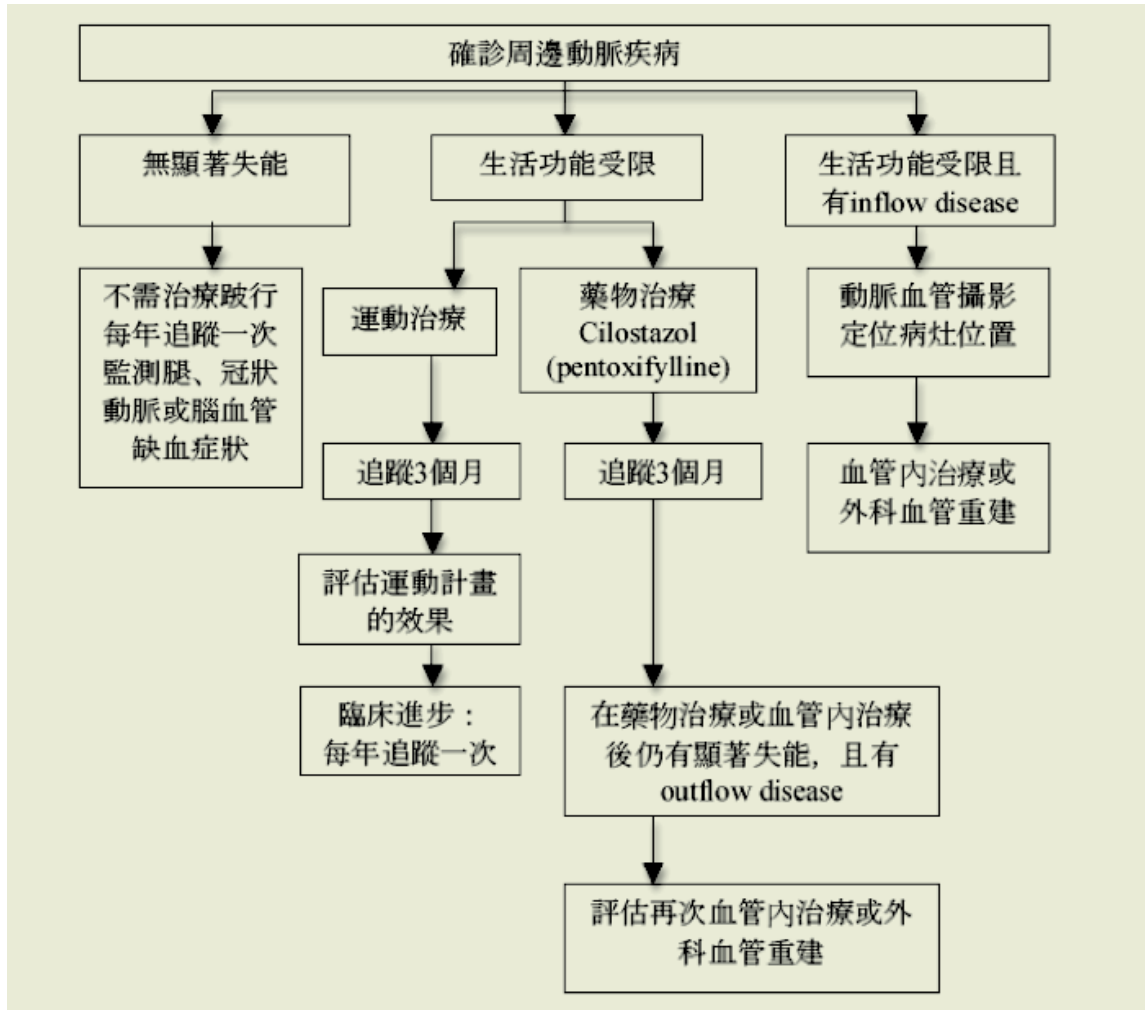 確診周邊動脈疾病
無顯著失能
生活功能受限
生活功能受限且
有inflow disease
不需治療跛行
每年追蹤一次
監測腿、冠狀
動脈或腦血管
缺血症狀
運動治療
藥物治療
Cilostazol
(pentoxifylline)
動脈血管攝影
定位病灶位置
追蹤3個月
追蹤3個月
血管內治療或
外科血管重建
評估運動計畫
的效果
臨床進步：
每年追蹤一次
在藥物治療或血管內治療
後仍有顯著失能，且有
outflow disease
評估再次血管內治療或外
科血管重建